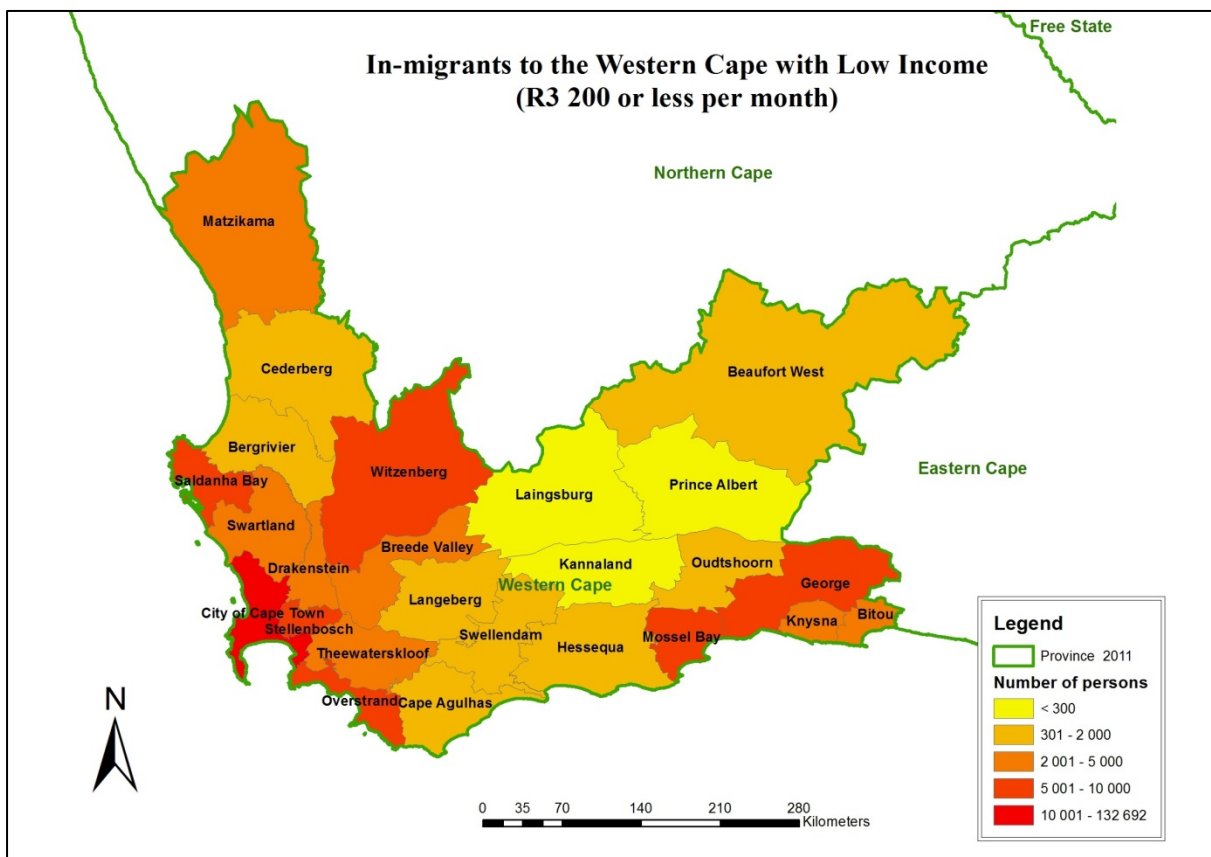 Free State
In-migrants to the Western Cape with Low Income
(R3 200 or less per month)
Northern Cape
Matzikama
Cederberg
Beaufort West
Bergrivier
Witzenberg
Eastern Cape
Saldanha Bay
Laingsburg
Prince Albert
Swartland
Breede Valley
Drakenstein
Kannaland
Oudtshoorn
Western Cape
George
Langeberg
City of Cape Town
Stellenbosch
Knysna
Bitou
Swellendam
Mossel Bay
Hessequa
Theewaterskloof
Overstrand
Cape Agulhas
N
Legend
Province 2011
Number of persons
< 300
301 - 2 000
2 001 - 5 000
5 001 - 10 000
10 001 - 132 692
0 35 70 140 210 280
Kilometers